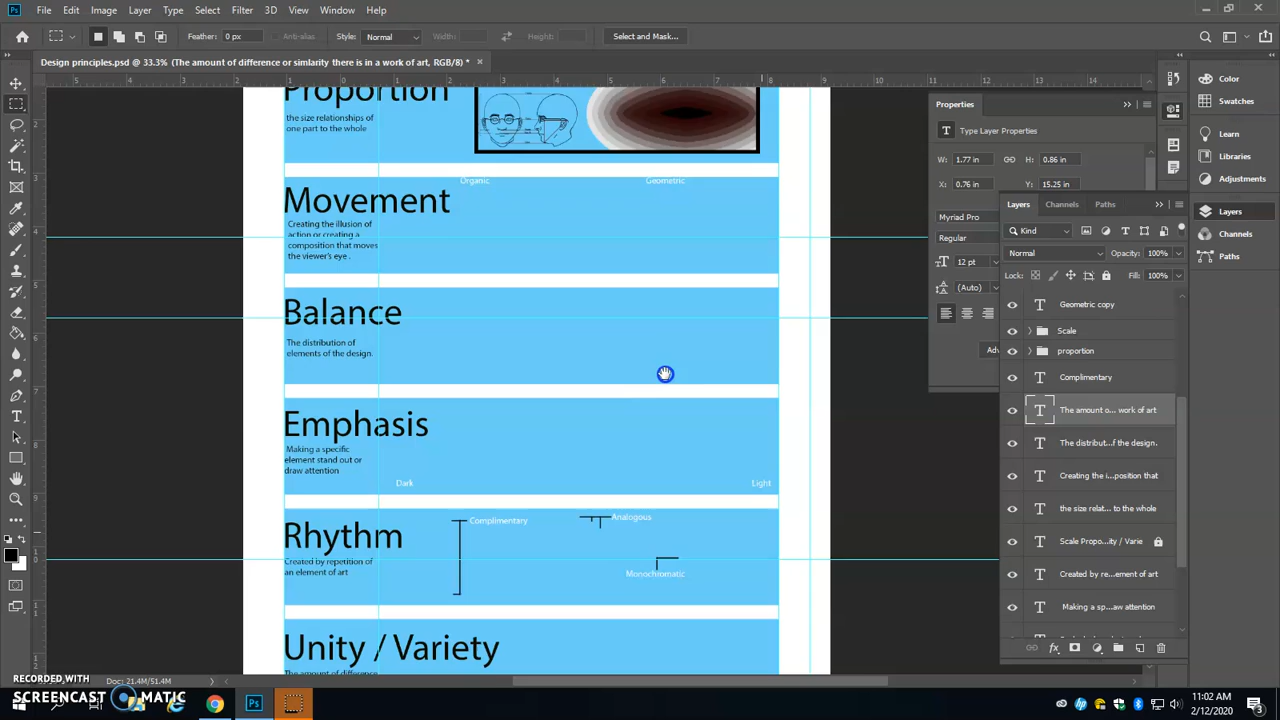 File Edit Image Layer Type Select Filter 3D View Window Help
Feather: 0 px Anti-alias Style: Normal Width: Height: Select and Mask...
Design principles.psd @ 33.3% (The amount of difference or simlarity there is in a work of art, RGB/8) * ×
Proportion
the size relationships of
one part to the whole
Movement
Organic
Geometric
Creating the illusion of
action or creating a
composition that moves
the viewer's eye .
Balance
The distribution of
elements of the design.
Emphasis
Making a specific
element stand out or
draw attention
Dark
Light
Rhythm
Complimentary
Analogous
Created by repetition of
an element of art
Monochromatic
Unity / Variety
The amount of difference
Properties
Type Layer Properties
W: 1.77 in H: 0.86 in
X: 0.76 in Y: 15.25 in
Myriad Pro
Regular
12 pt
(Auto)
Adv
Layers Channels Paths
Kind
Normal Opacity: 100%
Lock: Fill: 100%
Geometric copy
Scale
proportion
Complimentary
The amount o... work of art
The distribut...f the design.
Creating the i...position that
the size relat... to the whole
Scale Propo...ity / Varie
Created by re...ement of art
Making a sp...aw attention
Color
Swatches
Learn
Libraries
Adjustments
Layers
Channels
Paths
Doc: 21.4M/51.4M
RECORDED WITH
SCREENCAST MATIC
11:02 AM
2/12/2020